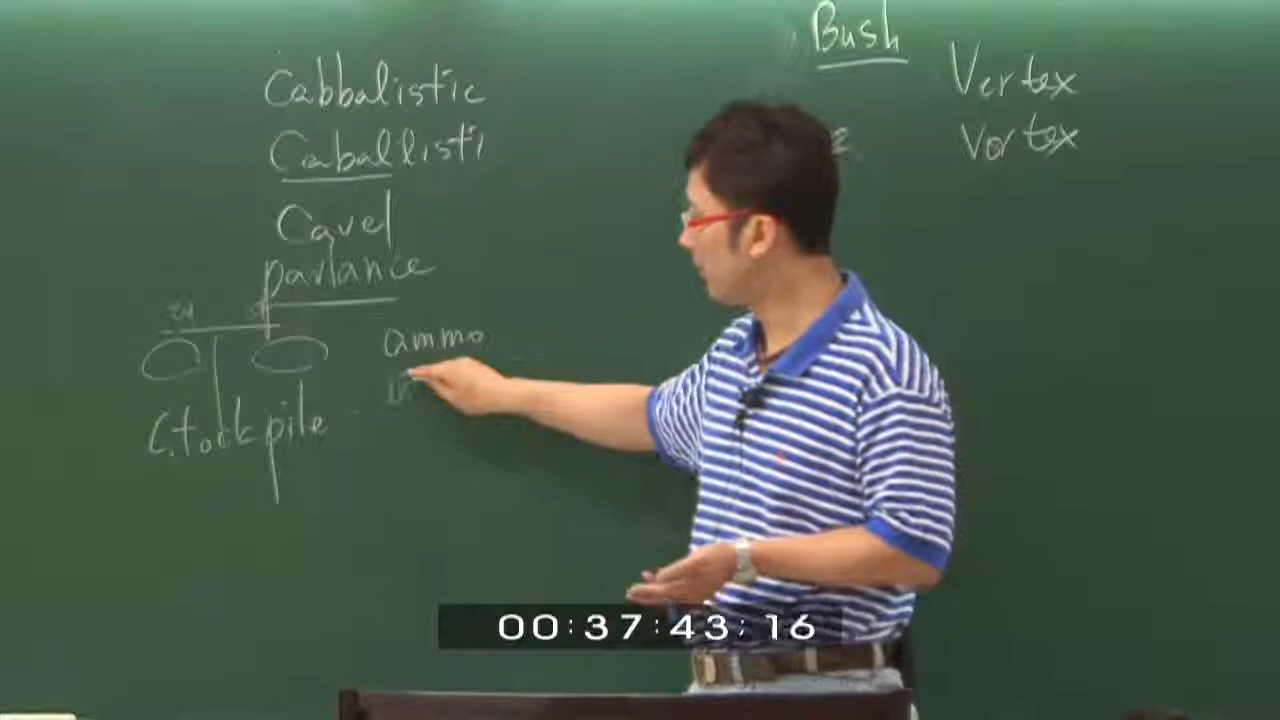 Cabbalistic
Caballisti
Cavel
parlance
ammo
Stockpile
Bush
Vertex
Vortex
00:37:43;16